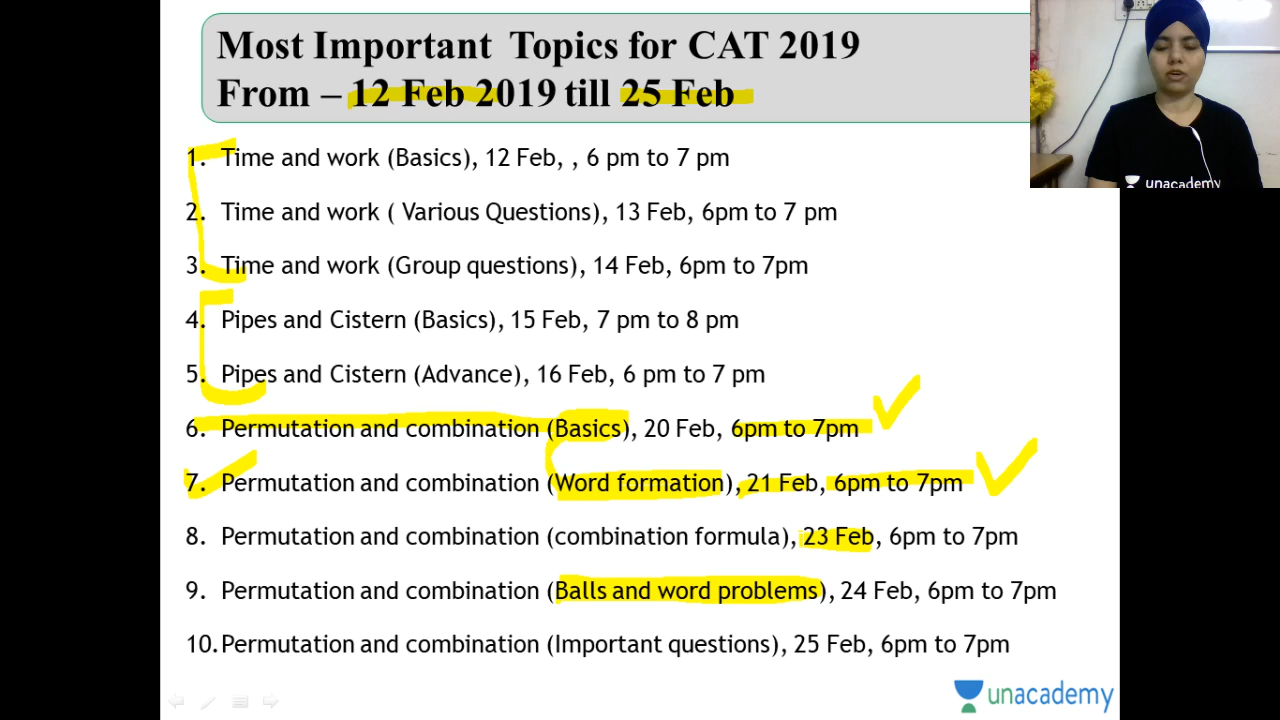 Most Important Topics for CAT 2019
From – 12 Feb 2019 till 25 Feb
1. Time and work (Basics), 12 Feb, , 6 pm to 7 pm
2. Time and work ( Various Questions), 13 Feb, 6pm to 7 pm
3. Time and work (Group questions), 14 Feb, 6pm to 7pm
4. Pipes and Cistern (Basics), 15 Feb, 7 pm to 8 pm
5. Pipes and Cistern (Advance), 16 Feb, 6 pm to 7 pm
6. Permutation and combination (Basics), 20 Feb, 6pm to 7pm
7. Permutation and combination (Word formation), 21 Feb, 6pm to 7pm
8. Permutation and combination (combination formula), 23 Feb, 6pm to 7pm
9. Permutation and combination (Balls and word problems), 24 Feb, 6pm to 7pm
10. Permutation and combination (Important questions), 25 Feb, 6pm to 7pm
unacademy
unacademy